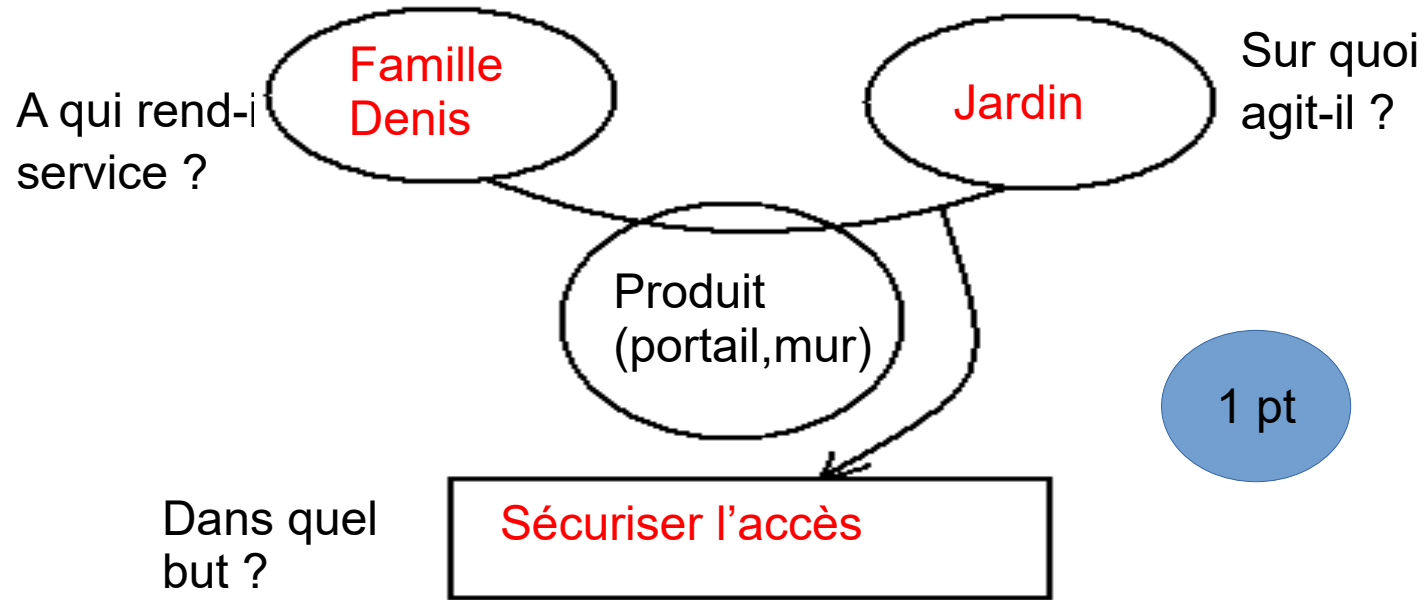 A qui rend-i
service ?
Famille
Denis
Jardin
Sur quoi
agit-il ?
Produit
(portail,mur)
1 pt
Dans quel
but ?
Sécuriser l’accès